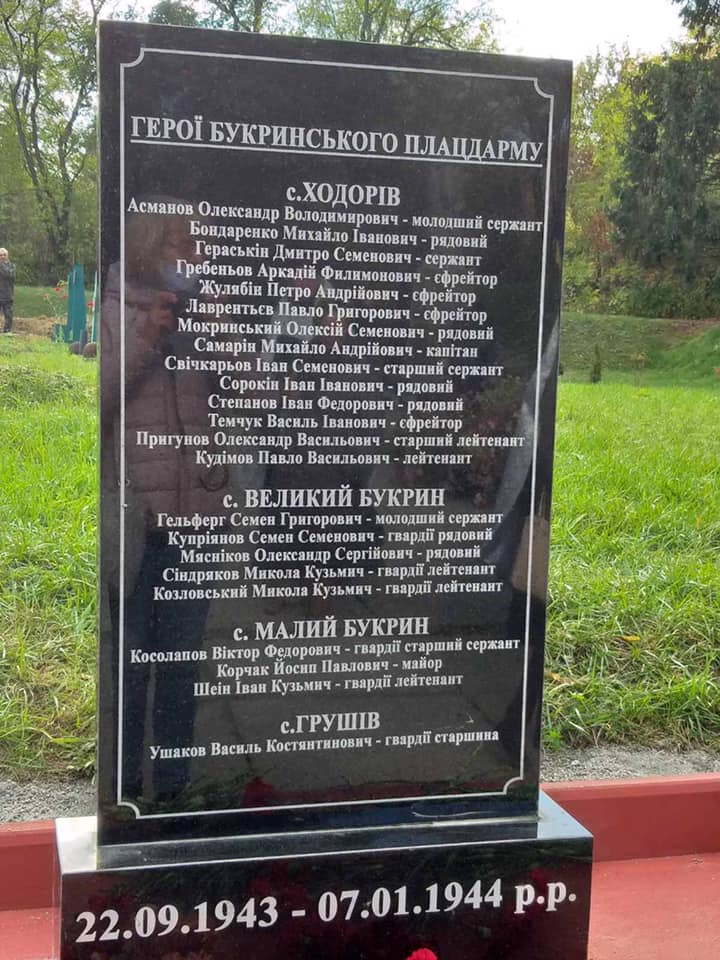 ГЕРОЇ БУКРИНСЬКОГО ПЛАЦДАРМУ
с.ХОДОРІВ
Асманов Олександр Володимирович - молодший сержант
Бондаренко Михайло Іванович - рядовий
Гераськін Дмитро Семенович - сержант
Гребеньов Аркадій Филимонович - єфрейтор
Жулябін Петро Андрійович - єфрейтор
Лаврентьєв Павло Григорович - єфрейтор
Мокринський Олексій Семенович - рядовий
Самарін Михайло Андрійович - капітан
Свічкарьов Іван Семенович - старший сержант
Сорокін Іван Іванович - рядовий
Степанов Іван Федорович - рядовий
Темчук Василь Іванович - єфрейтор
Пригунов Олександр Васильович - старший лейтенант
Кудімов Павло Васильович - лейтенант
с. ВЕЛИКИЙ БУКРИН
Гельферг Семен Григорович - молодший сержант
Купріянов Семен Семенович - гвардії рядовий
Мясніков Олександр Сергійович - рядовий
Сіндряков Микола Кузьмич - гвардії лейтенант
Козловський Микола Кузьмич - гвардії лейтенант
с. МАЛИЙ БУКРИН
Косолапов Віктор Федорович - гвардії старший сержант
Корчак Йосип Павлович - майор
Шеін Іван Кузьмич - гвардії лейтенант
с.ГРУШІВ
Ушаков Василь Костянтинович - гвардії старшина
22.09.1943 - 07.01.1944 р.р.